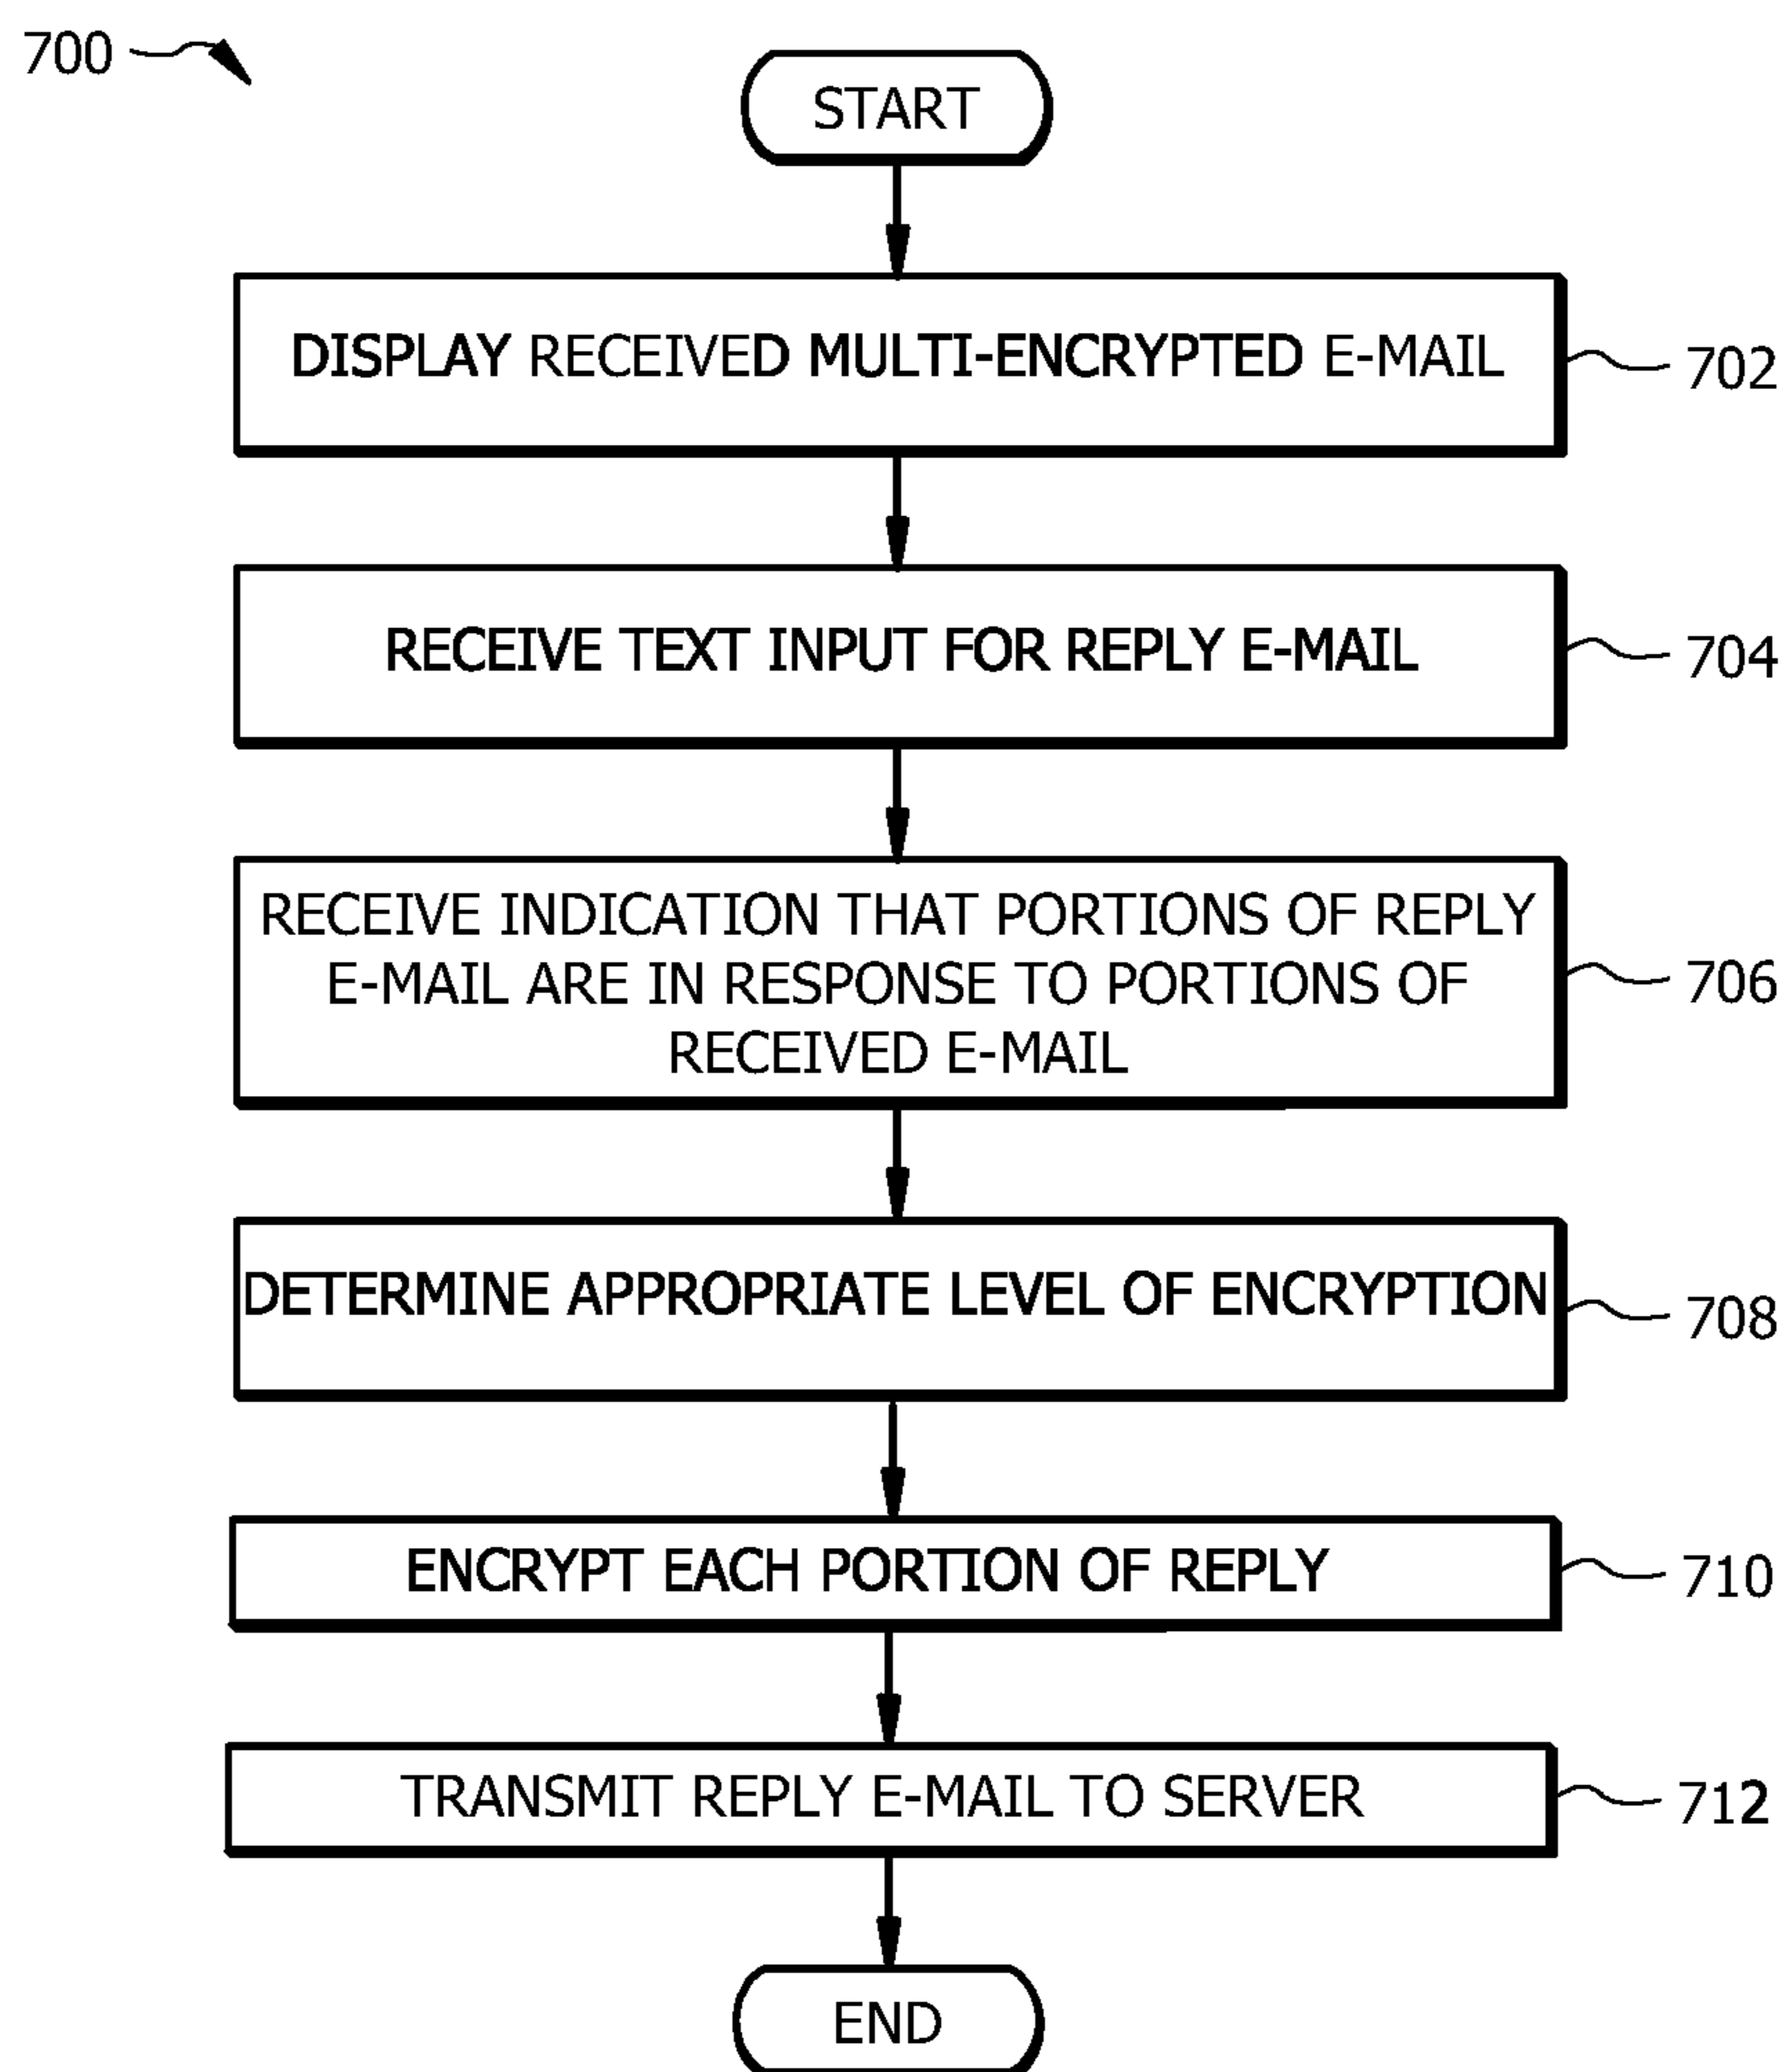 700
START
DISPLAY RECEIVED MULTI-ENCRYPTED E-MAIL
702
RECEIVE TEXT INPUT FOR REPLY E-MAIL
704
RECEIVE INDICATION THAT PORTIONS OF REPLY
E-MAIL ARE IN RESPONSE TO PORTIONS OF
RECEIVED E-MAIL
706
DETERMINE APPROPRIATE LEVEL OF ENCRYPTION
708
ENCRYPT EACH PORTION OF REPLY
710
TRANSMIT REPLY E-MAIL TO SERVER
712
END